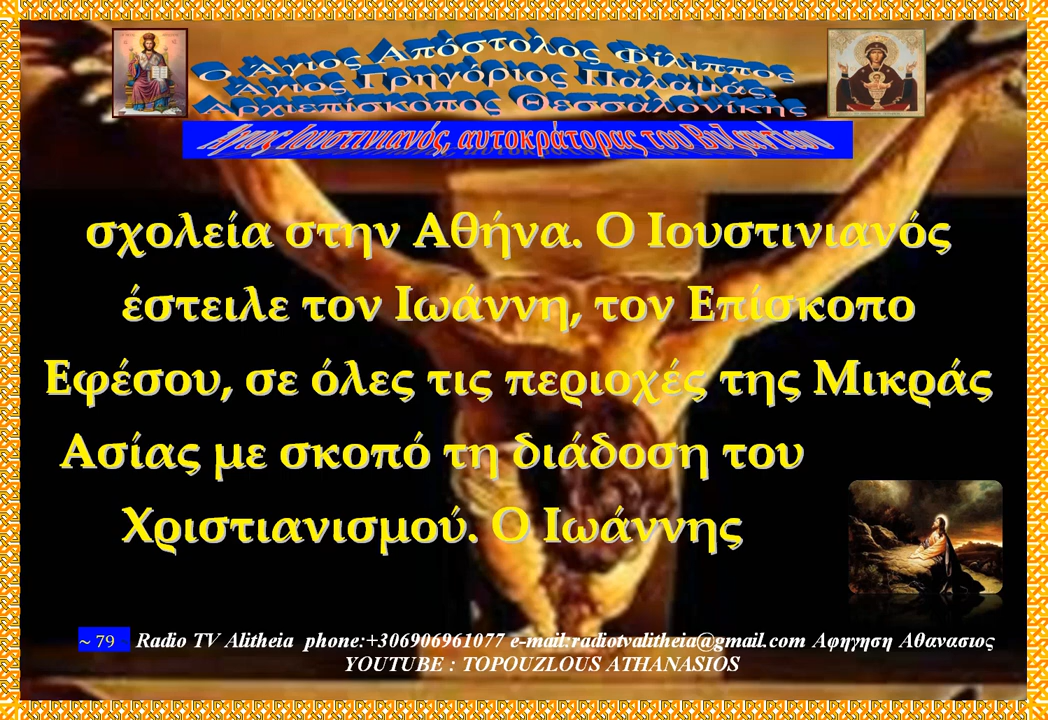 Ο Άγιος Απόστολος Φίλιππος
Άγιος Γρηγόριος Παλαμάς,
Αρχιεπίσκοπος Θεσσαλονίκης
Άγιος Ιουστινιανός, αυτοκράτορας του Βυζαντίου
σχολεία στην Αθήνα. Ο Ιουστινιανός
έστειλε τον Ιωάννη, τον Επίσκοπο
Εφέσου, σε όλες τις περιοχές της Μικράς
Ασίας με σκοπό τη διάδοση του
Χριστιανισμού. Ο Ιωάννης
~ 79 Radio TV Alitheia phone:+306906961077 e-mail:radiotvalitheia@gmail.com Αφηγηση Αθανασιος
YOUTUBE : TOPOUZLOUS ATHANASIOS